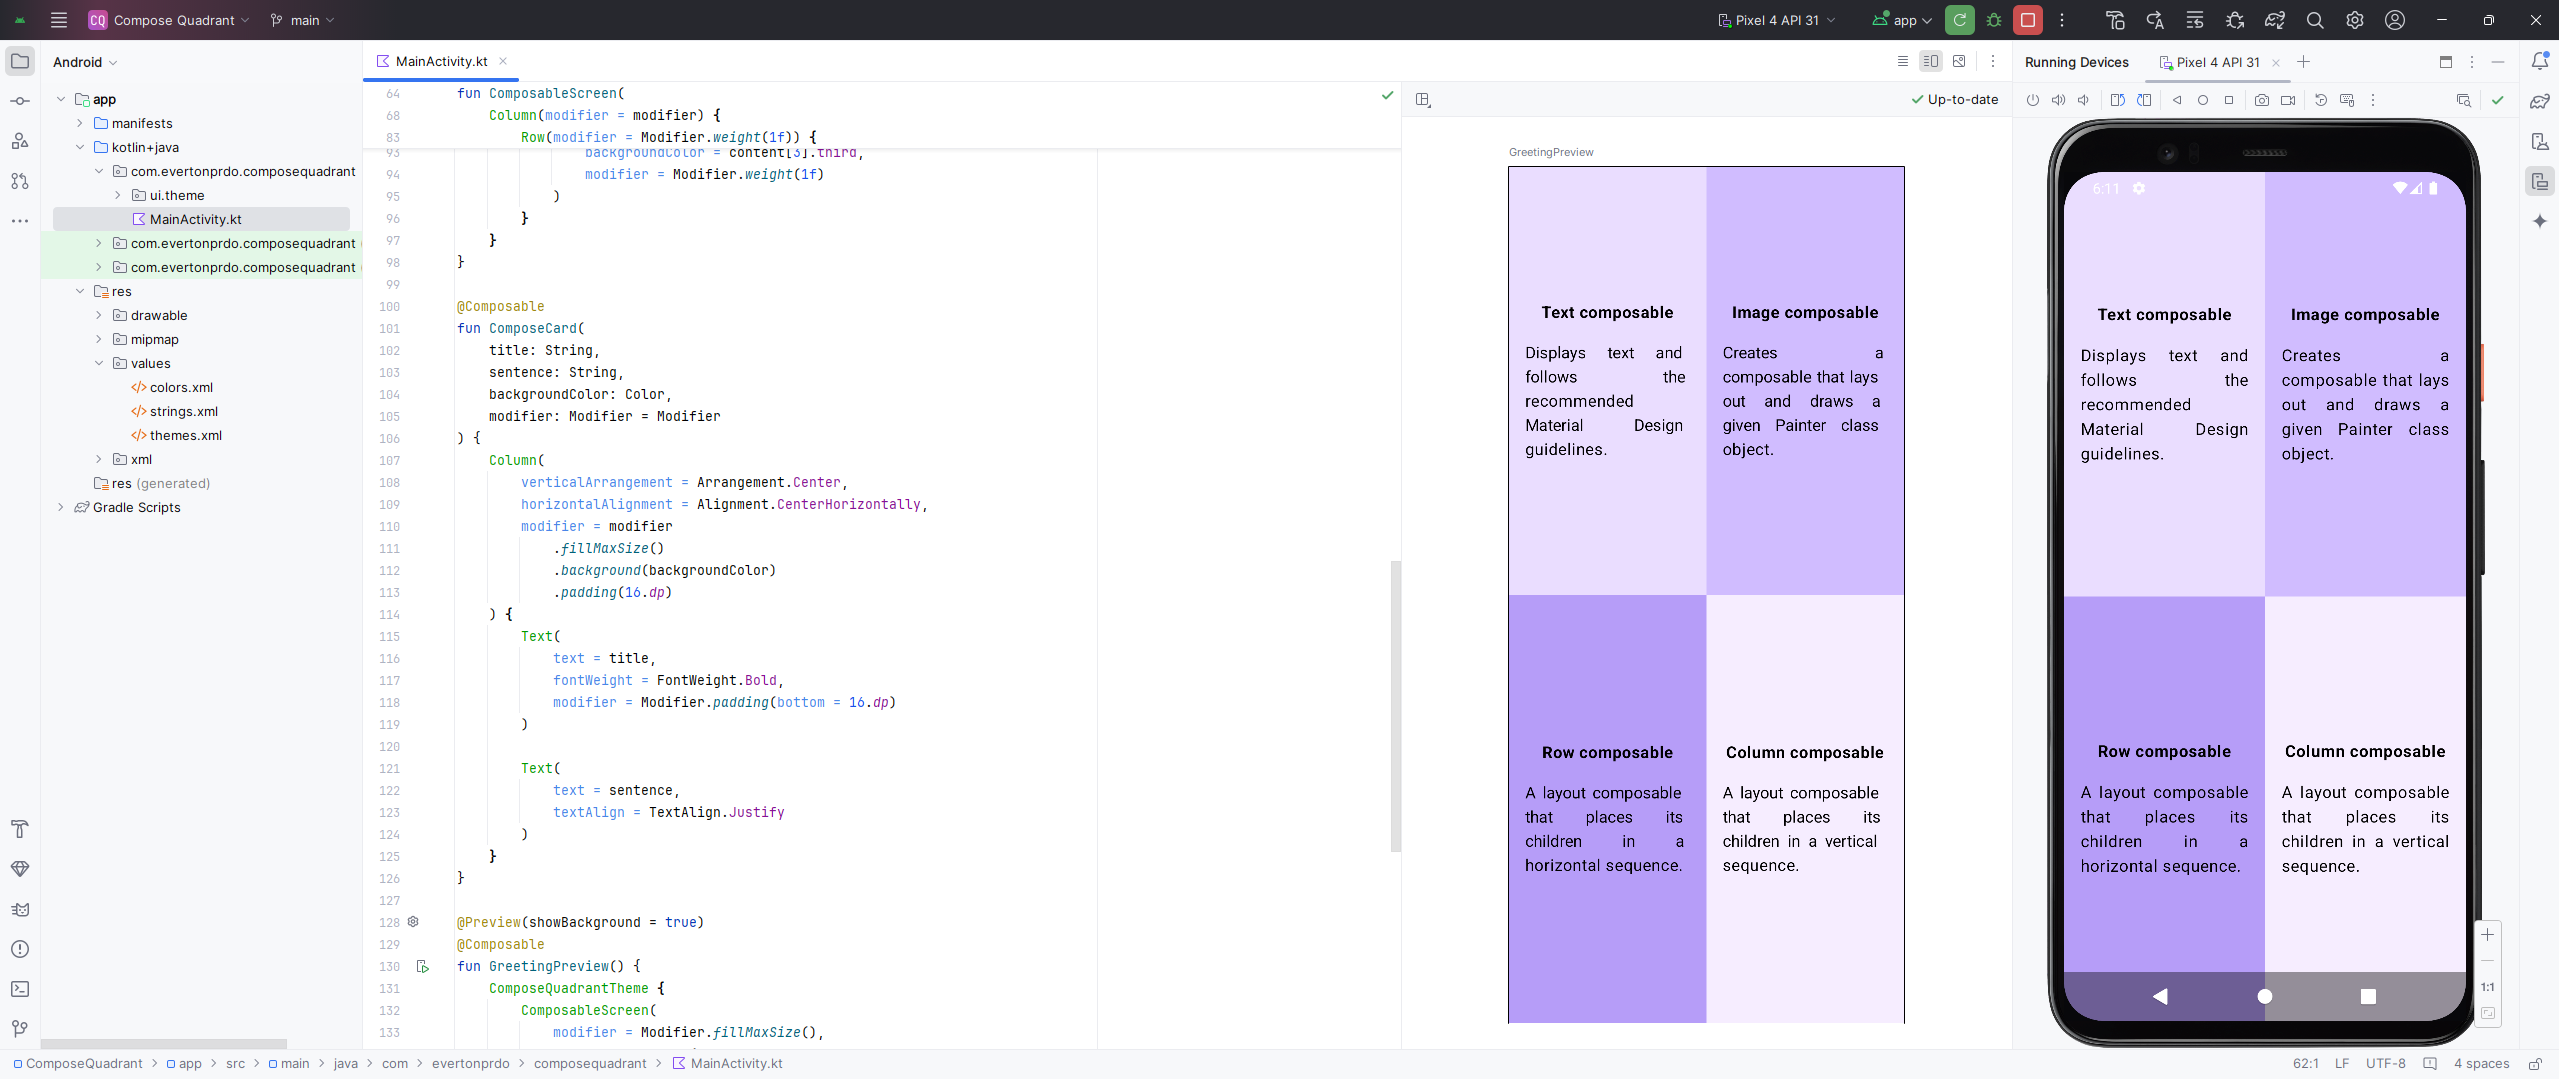 CQ Compose Quadrant main
Pixel 4 API 31 app
Android
app
manifests
kotlin+java
com.evertonprdo.composequadrant
ui.theme
MainActivity.kt
com.evertonprdo.composequadrant
com.evertonprdo.composequadrant
res
drawable
mipmap
values
colors.xml
strings.xml
themes.xml
xml
res (generated)
Gradle Scripts
MainActivity.kt
64 fun ComposableScreen(
68 Column(modifier = modifier) {
83 Row(modifier = Modifier.weight(1f)) {
93 backgroundColor = content[3].third,
94 modifier = Modifier.weight(1f)
95 )
96 }
97 }
98 }
99
100 @Composable
101 fun ComposeCard(
102 title: String,
103 sentence: String,
104 backgroundColor: Color,
105 modifier: Modifier = Modifier
106 ) {
107 Column(
108 verticalArrangement = Arrangement.Center,
109 horizontalAlignment = Alignment.CenterHorizontally,
110 modifier = modifier
111 .fillMaxSize()
112 .background(backgroundColor)
113 .padding(16.dp)
114 ) {
115 Text(
116 text = title,
117 fontWeight = FontWeight.Bold,
118 modifier = Modifier.padding(bottom = 16.dp)
119 )
120
121 Text(
122 text = sentence,
123 textAlign = TextAlign.Justify
124 )
125 }
126 }
127
128 @Preview(showBackground = true)
129 @Composable
130 fun GreetingPreview() {
131 ComposeQuadrantTheme {
132 ComposableScreen(
133 modifier = Modifier.fillMaxSize(),
Up-to-date
GreetingPreview
Text composable
Displays text and
follows the
recommended
Material Design
guidelines.
Image composable
Creates a
composable that lays
out and draws a
given Painter class
object.
Row composable
A layout composable
that places its
children in a
horizontal sequence.
Column composable
A layout composable
that places its
children in a vertical
sequence.
Running Devices Pixel 4 API 31
6:11
Text composable
Displays text and
follows the
recommended
Material Design
guidelines.
Image composable
Creates a
composable that lays
out and draws a
given Painter class
object.
Row composable
A layout composable
that places its
children in a
horizontal sequence.
Column composable
A layout composable
that places its
children in a vertical
sequence.
1:1
ComposeQuadrant > app > src > main > java > com > evertonprdo > composequadrant > MainActivity.kt
62:1 LF UTF-8 4 spaces